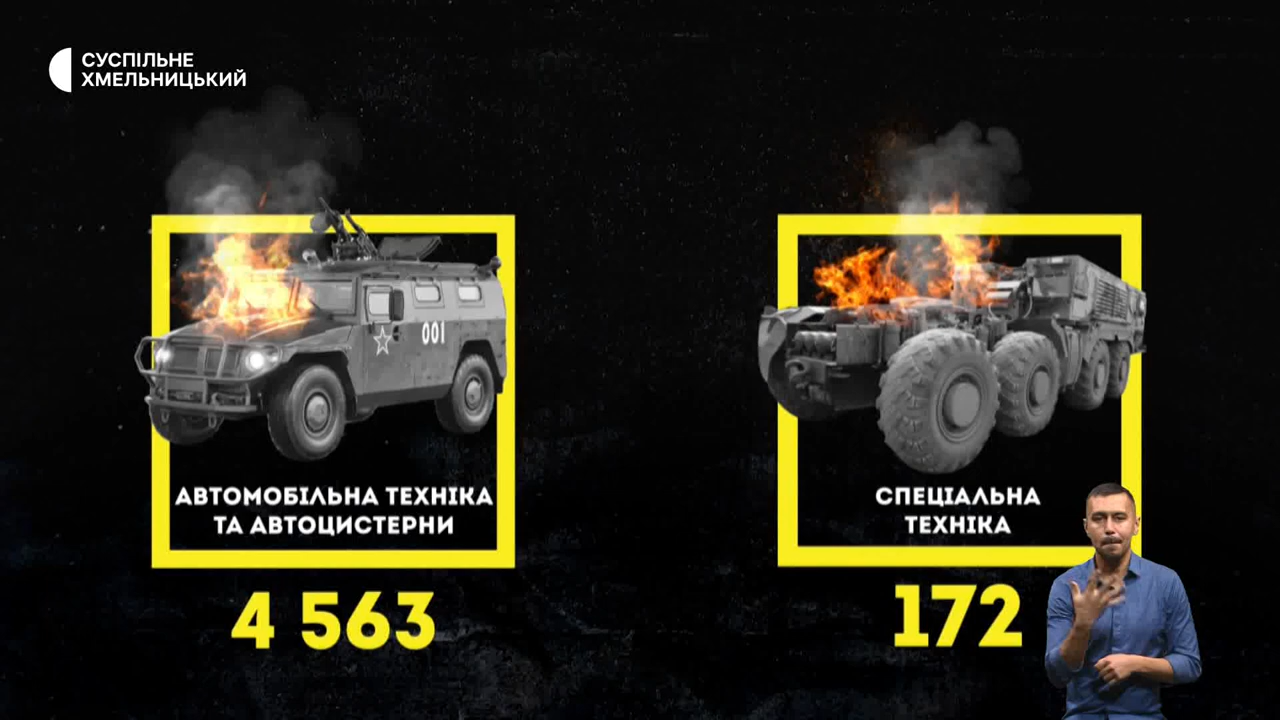 СУСПІЛЬНЕ
ХМЕЛЬНИЦЬКИЙ
001
АВТОМОБІЛЬНА ТЕХНІКА
ТА АВТОЦИСТЕРНИ
4 563
СПЕЦІАЛЬНА
ТЕХНІКА
172